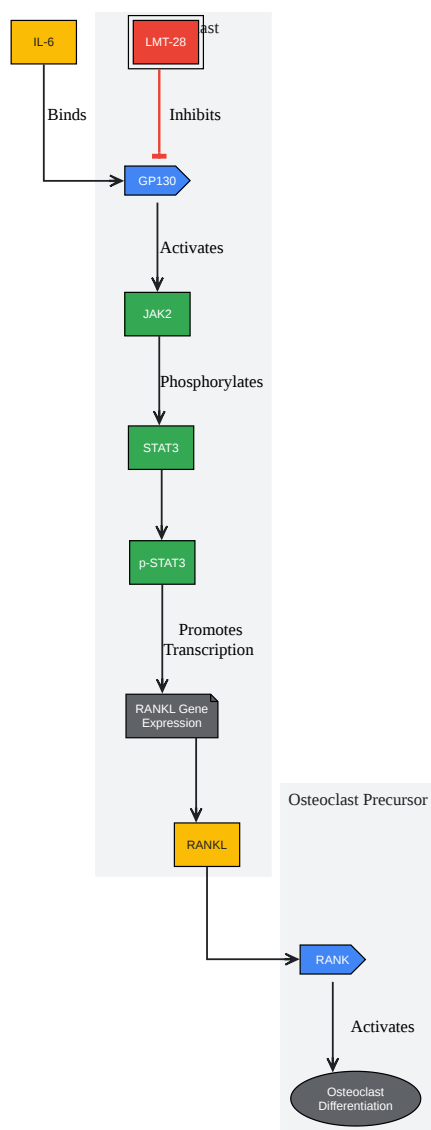 IL-6
LMT-28
Binds
Inhibits
GP130
Activates
JAK2
Phosphorylates
STAT3
p-STAT3
Promotes
Transcription
RANKL Gene
Expression
RANKL
Osteoclast Precursor
RANK
Activates
Osteoclast
Differentiation